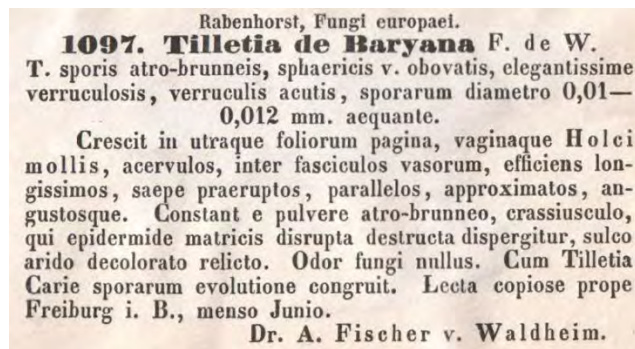 Rabenhorst, Fungi europaei.
1097. Tilletia de Baryana F. de W.
T. sporis atro-brunneis, sphaericis v. obovatis, elegantissime
verruculosis, verruculis acutis, sporarum diametro 0,01—
0,012 mm. aequante.
Crescit in utraque foliorum pagina, vaginaque Holci
mollis, acervulos, inter fasciculos vasorum, efficiens lon-
gissimos, saepe praeruptos, parallelos, approximatos, an-
gustosque. Constant e pulvere atro-brunneo, crassiusculo,
qui epidermide matricis disrupta destructa dispergitur, sulco
arido decolorato relicto. Odor fungi nullus. Cum Tilletia
Carie sporarum evolutione congruit. Lecta copiose prope
Freiburg i. B., menso Junio.
Dr. A. Fischer v. Waldheim.